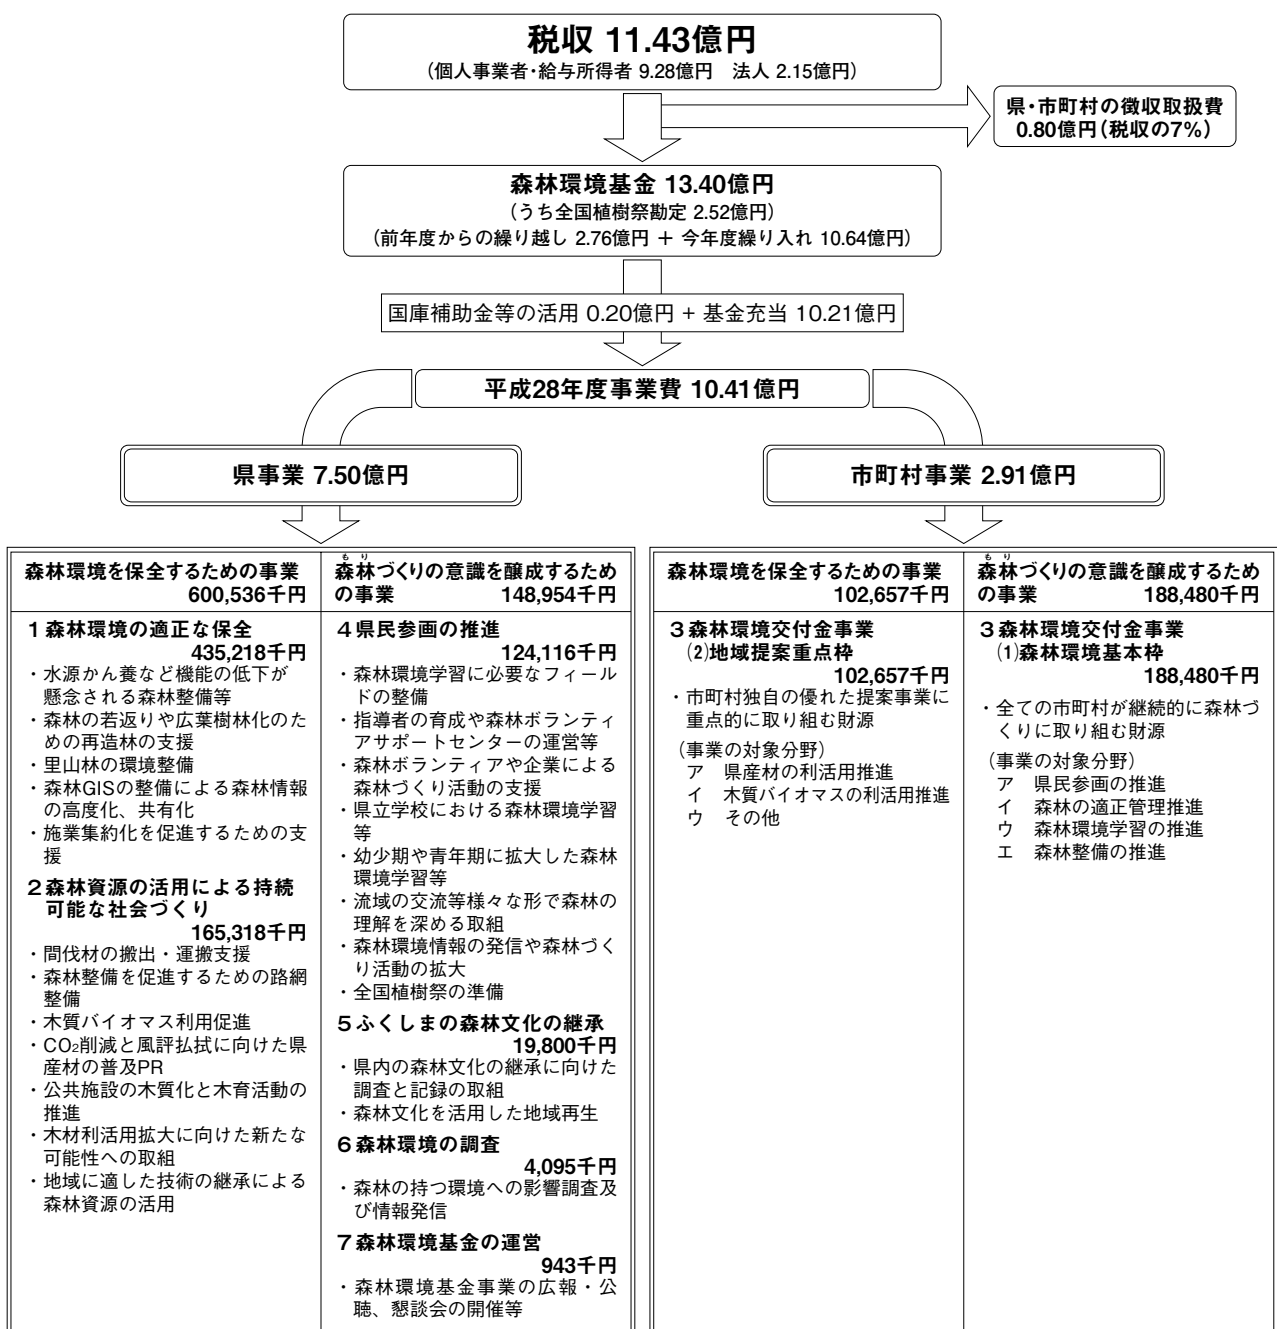 税収 11.43億円
(個人事業者・給与所得者 9.28億円　法人 2.15億円)
県・市町村の徴収取扱費
0.80億円(税収の7%)
森林環境基金 13.40億円
(うち全国植樹祭勘定 2.52億円)
(前年度からの繰り越し 2.76億円 + 今年度繰り入れ 10.64億円)
国庫補助金等の活用 0.20億円 + 基金充当 10.21億円
平成28年度事業費 10.41億円
県事業 7.50億円
森林環境を保全するための事業
600,536千円
1 森林環境の適正な保全
435,218千円
・水源かん養など機能の低下が
懸念される森林整備等
・森林の若返りや広葉樹林化のた
めの再造林の支援
・里山林の環境整備
・森林GISの整備による森林情報
の高度化、共有化
・施業集約化を促進するための支
援
2 森林資源の活用による持続
可能な社会づくり
165,318千円
・間伐材の搬出・運搬支援
・森林整備を促進するための路網
整備
・木質バイオマス利用促進
・CO₂削減と風評払拭に向けた県
産材の普及PR
・公共施設の木質化と木育活動の
推進
・木材利活用拡大に向けた新たな
可能性への取組
・地域に適した技術の継承による
森林資源の活用
もり
森林づくりの意識を醸成するため
の事業 148,954千円
4 県民参画の推進
124,116千円
・森林環境学習に必要なフィール
ドの整備
・指導者の育成や森林ボランティ
アサポートセンターの運営等
・森林ボランティアや企業による
森林づくり活動の支援
・県立学校における森林環境学習
等
・幼少期や青年期に拡大した森林
環境学習等
・流域の交流等様々な形で森林の
理解を深める取組
・森林環境情報の発信や森林づく
り活動の拡大
・全国植樹祭の準備
5 ふくしまの森林文化の継承
19,800千円
・県内の森林文化の継承に向けた
調査と記録の取組
・森林文化を活用した地域再生
6 森林環境の調査
4,095千円
・森林の持つ環境への影響調査及
び情報発信
7 森林環境基金の運営
943千円
・森林環境基金事業の広報・公
聴、懇談会の開催等
市町村事業 2.91億円
森林環境を保全するための事業
102,657千円
3 森林環境交付金事業
(2)地域提案重点枠
102,657千円
・市町村独自の優れた提案事業に
重点的に取り組む財源
(事業の対象分野)
ア　県産材の利活用推進
イ　木質バイオマスの利活用推進
ウ　その他
もり
森林づくりの意識を醸成するため
の事業 188,480千円
3 森林環境交付金事業
(1)森林環境基本枠
188,480千円
・全ての市町村が継続的に森林づ
くりに取り組む財源
(事業の対象分野)
ア　県民参画の推進
イ　森林の適正管理推進
ウ　森林環境学習の推進
エ　森林整備の推進